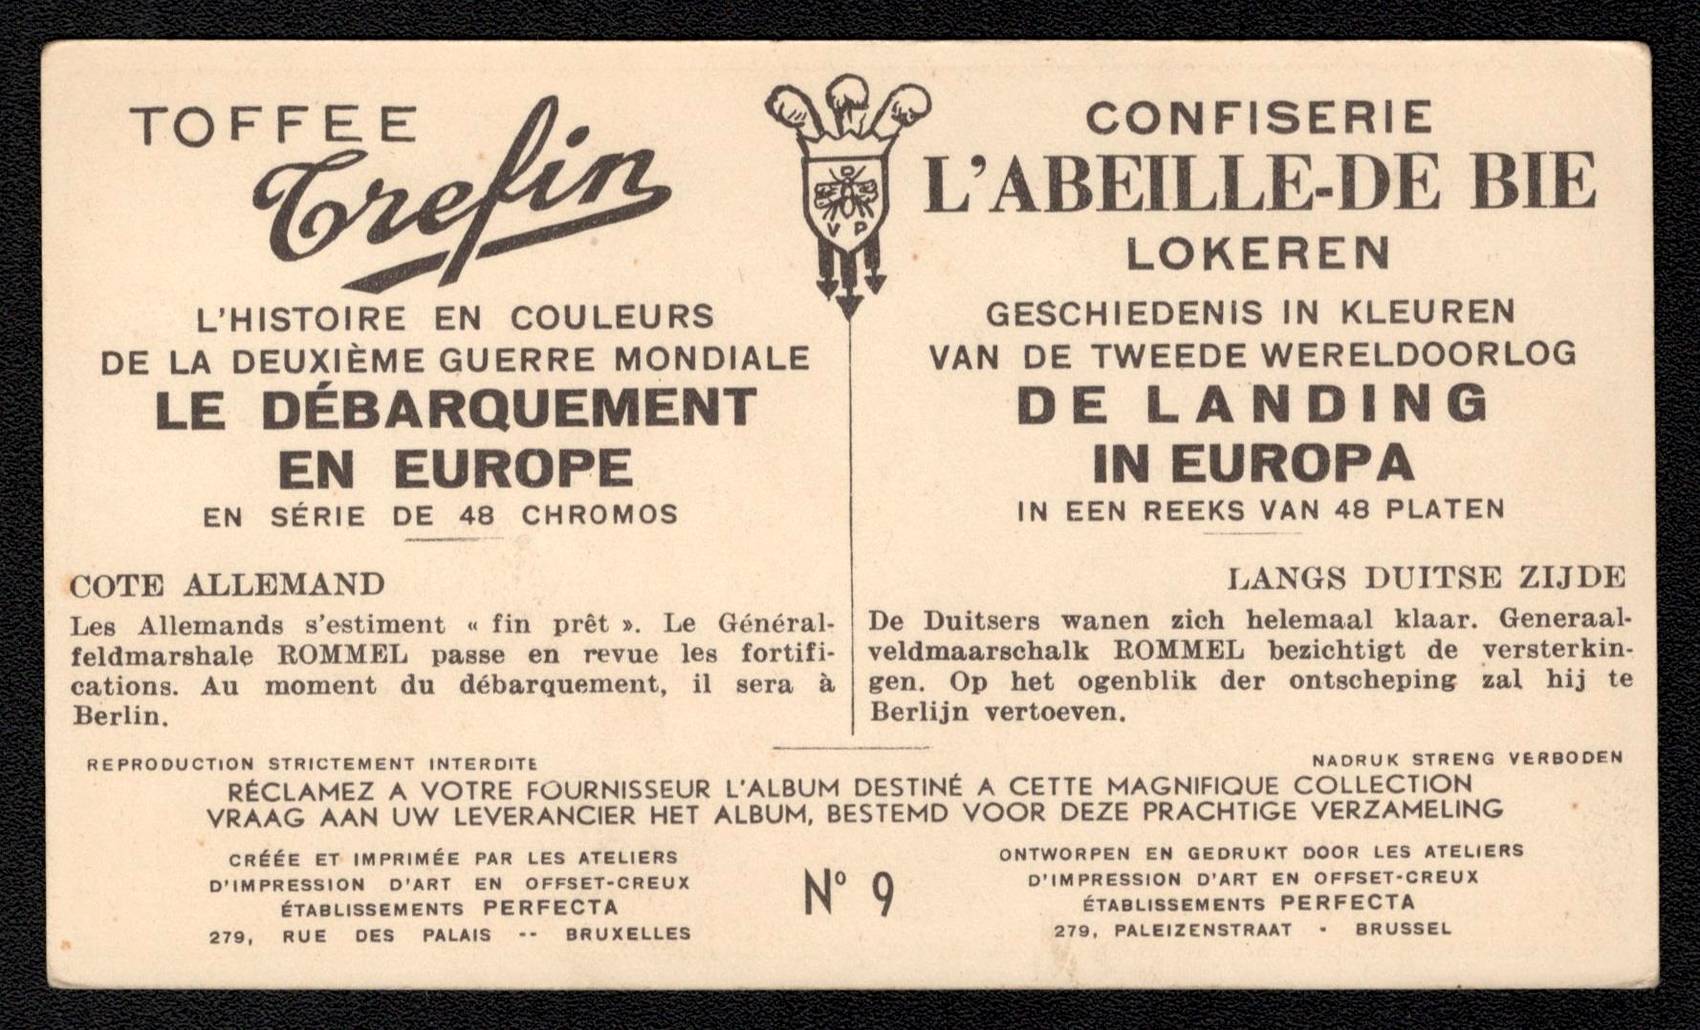 TOFFEE
Trefin
L'HISTOIRE EN COULEURS
DE LA DEUXIÈME GUERRE MONDIALE
LE DÉBARQUEMENT
EN EUROPE
EN SÉRIE DE 48 CHROMOS
COTE ALLEMAND
Les Allemands s'estiment « fin prêt ». Le Général-
feldmarshale ROMMEL passe en revue les fortifi-
cations. Au moment du débarquement, il sera à
Berlin.
D
V P
CONFISERIE
L'ABEILLE-DE BIE
LOKEREN
GESCHIEDENIS IN KLEUREN
VAN DE TWEEDE WERELDOORLOG
DE LANDING
IN EUROPA
IN EEN REEKS VAN 48 PLATEN
LANGS DUITSE ZIJDE
De Duitsers wanen zich helemaal klaar. Generaal-
veldmaarschalk ROMMEL bezichtigt de versterkin-
gen. Op het ogenblik der ontscheping zal hij te
Berlijn vertoeven.
REPRODUCTION STRICTEMENT INTERDITE
NADRUK STRENG VERBODEN
RÉCLAMEZ A VOTRE FOURNISSEUR L'ALBUM DESTINÉ A CETTE MAGNIFIQUE COLLECTION
VRAAG AAN UW LEVERANCIER HET ALBUM, BESTEMD VOOR DEZE PRACHTIGE VERZAMELING
CRÉÉE ET IMPRIMÉE PAR LES ATELIERS
D'IMPRESSION D'ART EN OFFSET-CREUX
ÉTABLISSEMENTS PERFECTA
279, RUE DES PALAIS -- BRUXELLES
Nº 9
ONTWORPEN EN GEDRUKT DOOR LES ATELIERS
D'IMPRESSION D'ART EN OFFSET-CREUX
ÉTABLISSEMENTS PERFECTA
279, PALEIZENSTRAAT - BRUSSEL